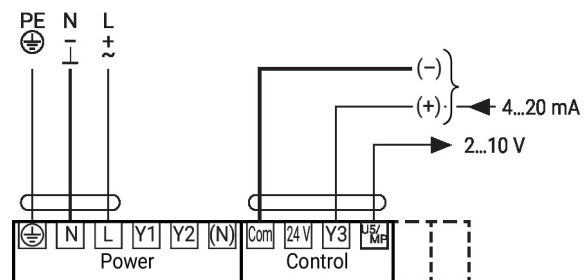 PE N L
– + 
⊥ ~
(–)
(+) 4...20 mA
2...10 V
N L Y1 Y2 (N) Com 24 V Y3 U5/MP
Power Control